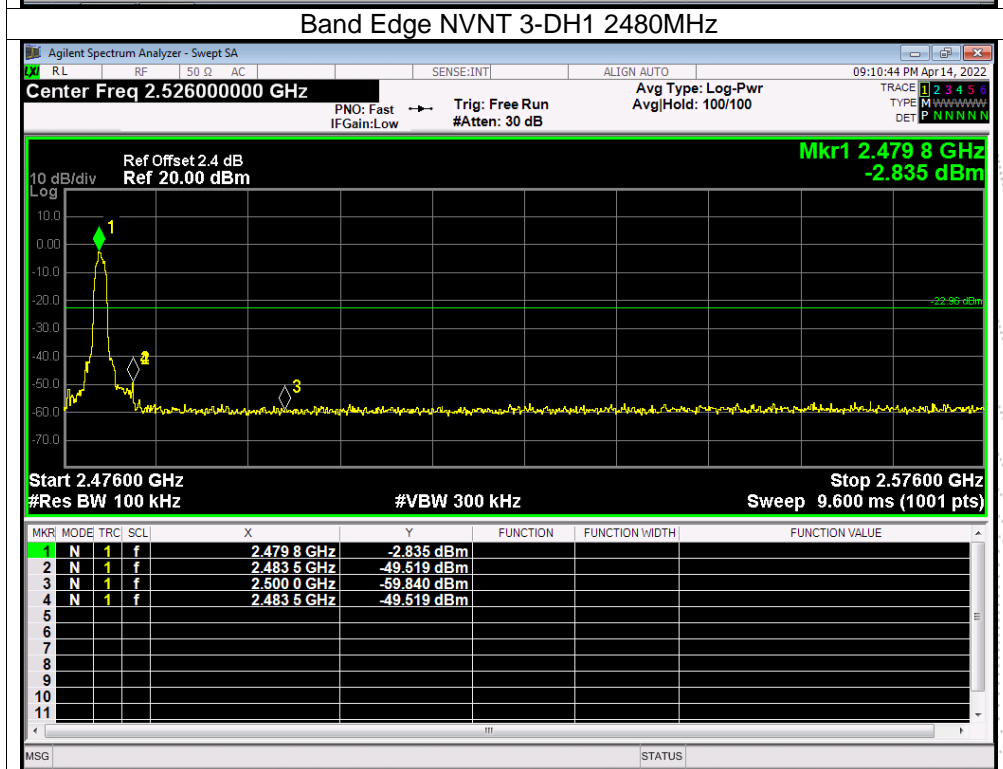 Band Edge NVNT 3-DH1 2480MHz
Agilent Spectrum Analyzer - Swept SA
LXI RL RF 50 Ω AC SENSE:INT ALIGN AUTO 09:10:44 PM Apr 14, 2022
Center Freq 2.526000000 GHz
PNO: Fast
IFGain:Low
Trig: Free Run
#Atten: 30 dB
Avg Type: Log-Pwr
Avg|Hold: 100/100
TRACE 1 2 3 4 5 6
TYPE M WWWWW
DET P N N N N N
Mkr1 2.479 8 GHz
-2.835 dBm
Ref Offset 2.4 dB
10 dB/div Ref 20.00 dBm
Log
10.0
0.00
-10.0
-20.0
-30.0
-40.0
-50.0
-60.0
-70.0
1
3
Start 2.47600 GHz Stop 2.57600 GHz
#Res BW 100 kHz #VBW 300 kHz Sweep 9.600 ms (1001 pts)
MKR MODE TRC SCL X Y FUNCTION FUNCTION WIDTH FUNCTION VALUE
1 N 1 f 2.479 8 GHz -2.835 dBm
2 N 1 f 2.483 5 GHz -49.519 dBm
3 N 1 f 2.500 0 GHz -59.840 dBm
4 N 1 f 2.483 5 GHz -49.519 dBm
5
6
7
8
9
10
11
MSG STATUS